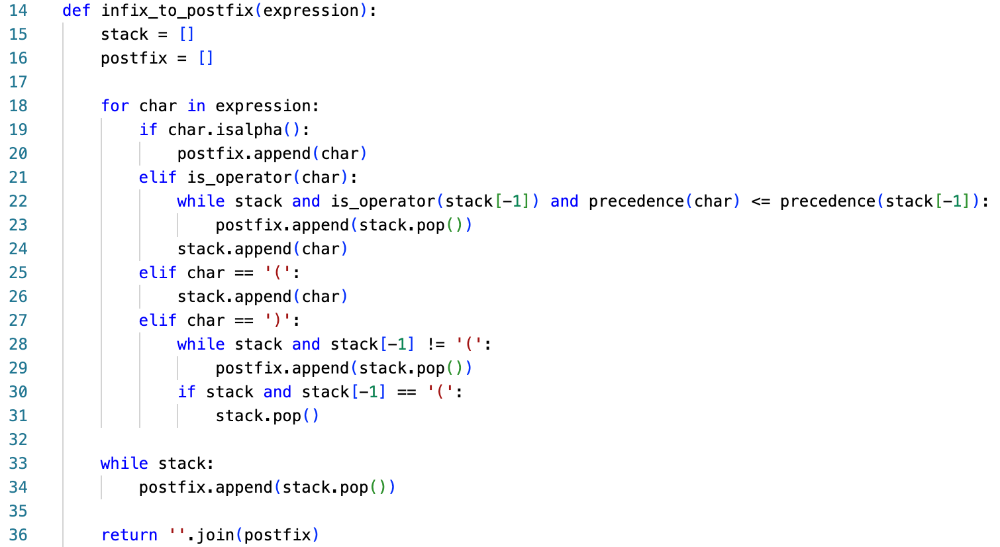 14 def infix_to_postfix(expression):
15     stack = []
16     postfix = []
17
18     for char in expression:
19         if char.isalpha():
20             postfix.append(char)
21         elif is_operator(char):
22             while stack and is_operator(stack[-1]) and precedence(char) <= precedence(stack[-1]):
23                 postfix.append(stack.pop())
24             stack.append(char)
25         elif char == '(':
26             stack.append(char)
27         elif char == ')':
28             while stack and stack[-1] != '(':
29                 postfix.append(stack.pop())
30             if stack and stack[-1] == '(':
31                 stack.pop()
32
33     while stack:
34         postfix.append(stack.pop())
35
36     return ''.join(postfix)